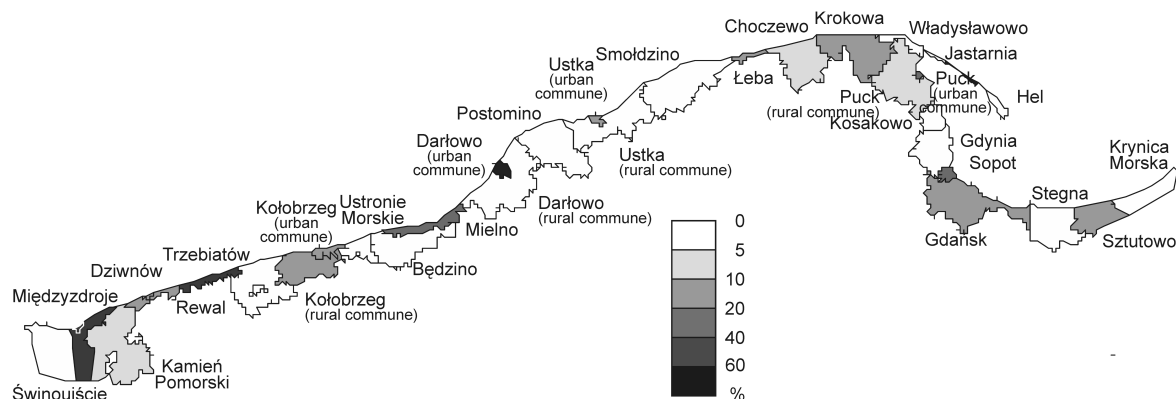 Świnoujście
Międzyzdroje
Kamień
Pomorski
Dziwnów
Rewal
Trzebiatów
Kołobrzeg
(urban
commune)
Kołobrzeg
(rural commune)
Ustronie
Morskie
Będzino
Mielno
Darłowo
(urban
commune)
Darłowo
(rural commune)
Postomino
Ustka
(urban
commune)
Ustka
(rural commune)
Smołdzino
Łeba
Choczewo
Krokowa
Władysławowo
Jastarnia
Puck
(urban
commune)
Hel
Puck
(rural commune)
Kosakowo
Gdynia
Sopot
Gdańsk
Stegna
Sztutowo
Krynica
Morska
0
5
10
20
40
60
%